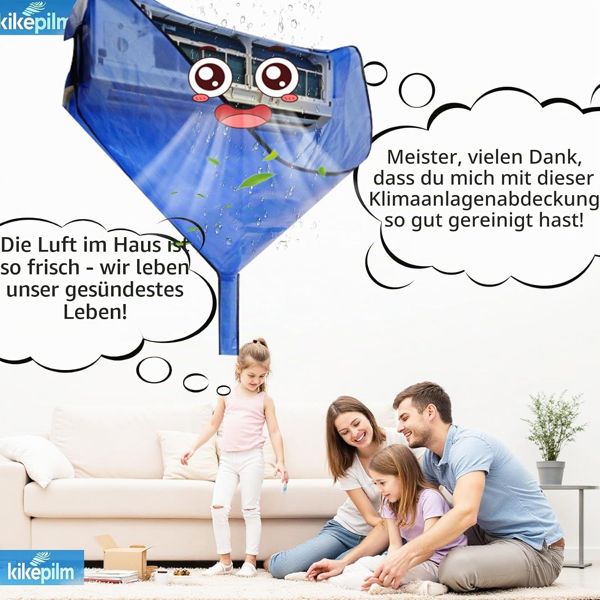 kikepilm
Meister, vielen Dank,
dass du mich mit dieser
Klimaanlagenabdeckung
so gut gereinigt hast!
Die Luft im Haus ist
so frisch - wir leben
unser gesündestes
Leben!
kikepilm